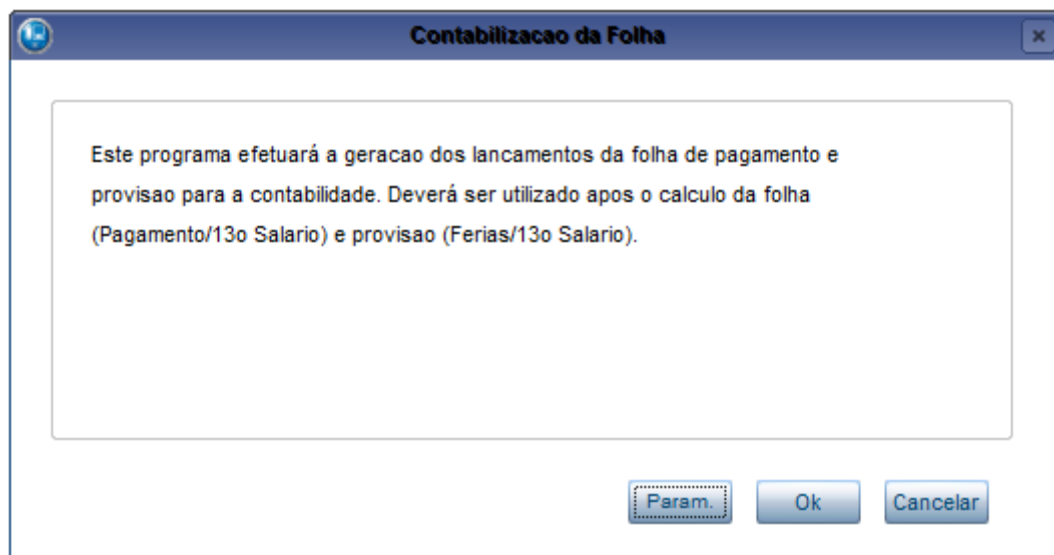 Contabilizacao da Folha
Este programa efetuará a geracao dos lancamentos da folha de pagamento e
provisao para a contabilidade. Deverá ser utilizado apos o calculo da folha
(Pagamento/13o Salario) e provisao (Ferias/13o Salario).
Param. Ok Cancelar